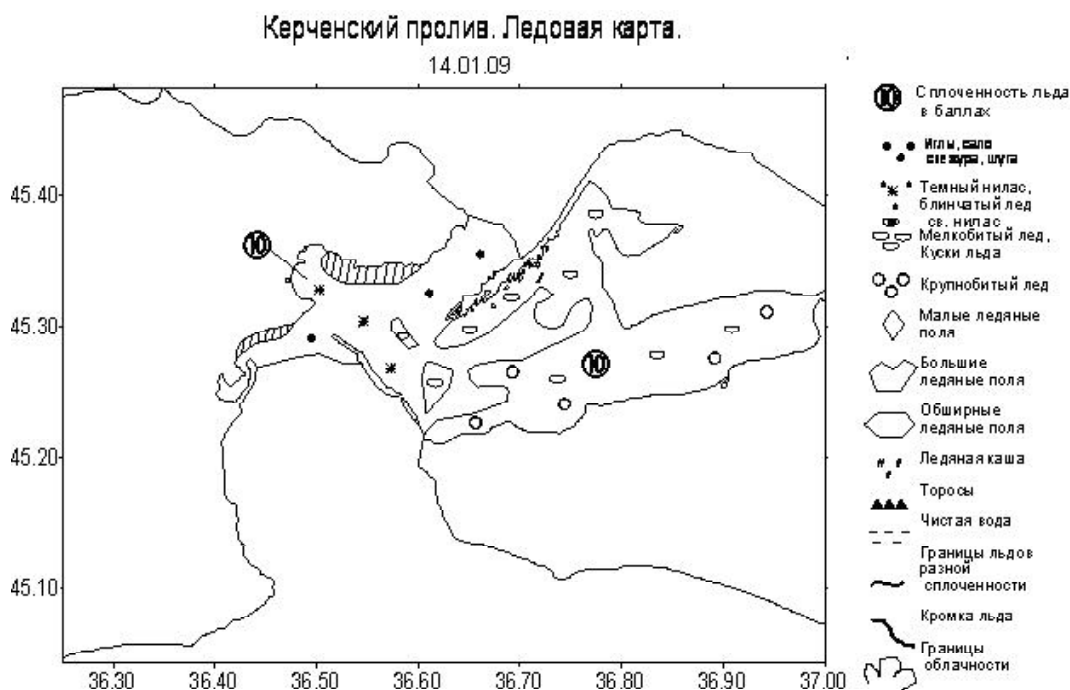 Керченский пролив. Ледовая карта.
14.01.09
45.40
45.30
45.20
45.10
36.30 36.40 36.50 36.60 36.70 36.80 36.90 37.00
10
10
10 Сплоченность льда
в баллах
Иглы, сало
снежура, шуга
Темный нилас,
блинчатый лед
св. нилас
Мелкобитый лед,
Куски льда
Крупнобитый лед
Малые ледяные
поля
Большие
ледяные поля
Обширные
ледяные поля
Ледяная каша
Торосы
Чистая вода
Границы льдов
разной
сплоченности
Кромка льда
Границы
облачности